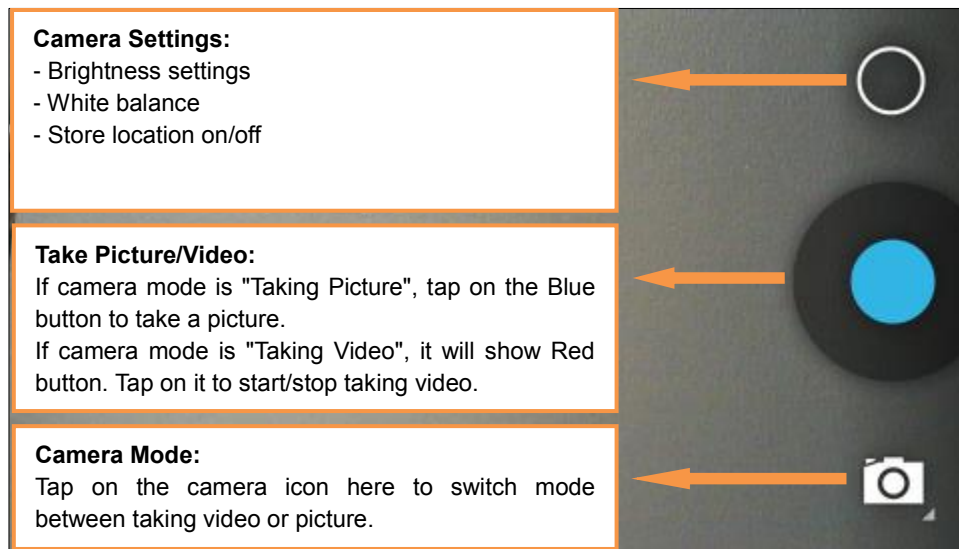 Camera Settings:
- Brightness settings
- White balance
- Store location on/off
Take Picture/Video:
If camera mode is "Taking Picture", tap on the Blue
button to take a picture.
If camera mode is "Taking Video", it will show Red
button. Tap on it to start/stop taking video.
Camera Mode:
Tap on the camera icon here to switch mode
between taking video or picture.